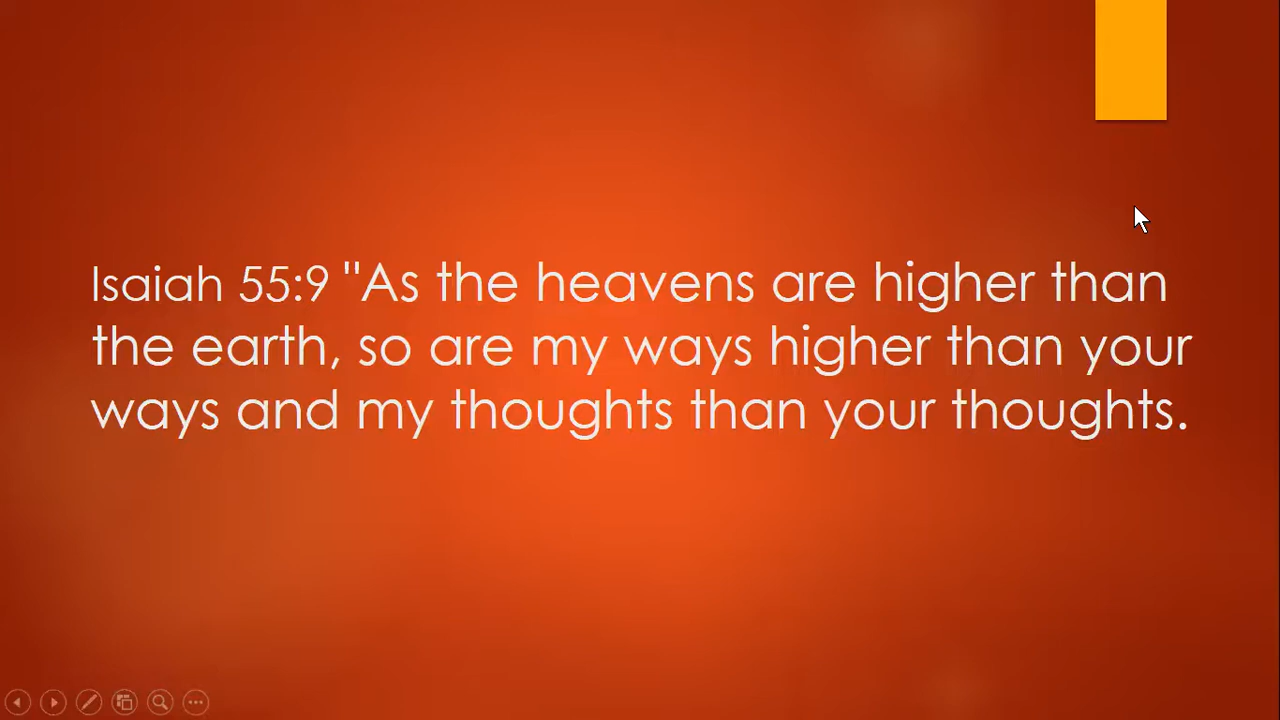 Isaiah 55:9 "As the heavens are higher than
the earth, so are my ways higher than your
ways and my thoughts than your thoughts.